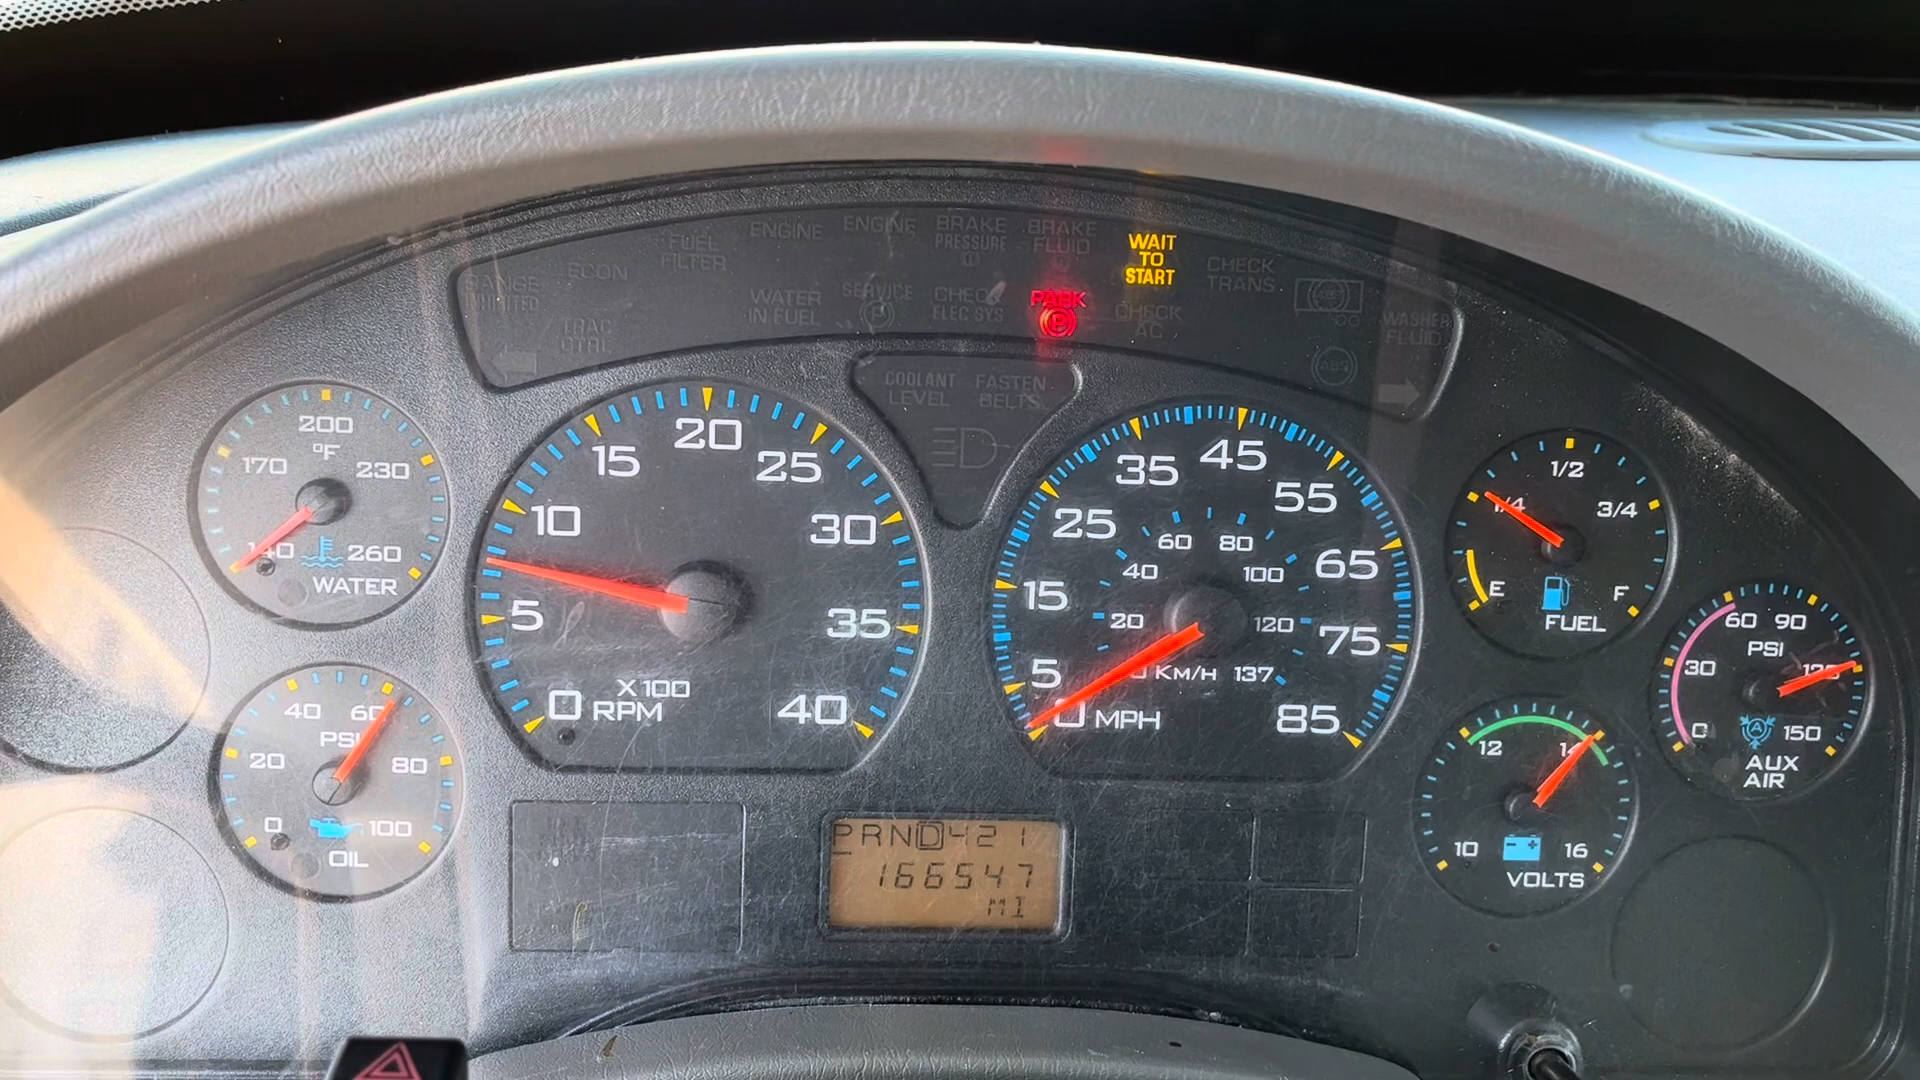 ENGINE
ENGINE
BRAKE
PRESSURE
BRAKE
FLUID
WAIT
TO
START
FUEL
FILTER
CHECK
TRANS
ECON
RANGE
INHIBITED
WATER
IN FUEL
SERVICE
P
CHECK
ELEC SYS
PARK
P
CHECK
AC
WASHER
FLUID
TRAC
CTRL
ABS
ABS
COOLANT
LEVEL
FASTEN
BELTS
200
°F
170
230
140
260
WATER
0
5
10
15
20
25
30
35
40
X100
RPM
5
15
25
35
45
55
65
75
85
0 MPH
20
40
60
80
100
120
137
KM/H
E
1/4
1/2
3/4
F
FUEL
0
30
60
90
120
150
PSI
A
AUX
AIR
0
20
40
60
80
100
PSI
OIL
10
12
14
16
VOLTS
PRND421
166547
MI